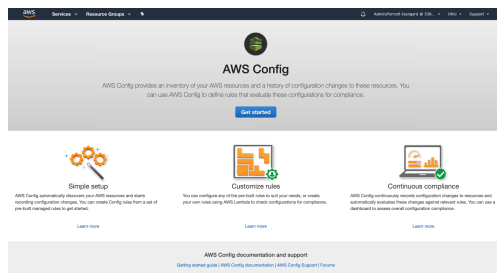 aws Services Resource Groups Ohio Support
AWS Config
AWS Config provides an inventory of your AWS resources and a history of configuration changes to these resources. You
can use AWS Config to define rules that evaluate these configurations for compliance.
Get started
Simple setup
AWS Config automatically discovers your AWS resources and starts
recording configuration changes. You can create Config rules from a set of
pre-built managed rules to get started.
Learn more
Customize rules
You can configure any of the pre-built rules to suit your needs, or create
your own rules using AWS Lambda to check configurations for compliance.
Learn more
Continuous compliance
AWS Config continuously records configuration changes to resources and
automatically evaluates these changes against relevant rules. You can use a
dashboard to assess overall configuration compliance.
Learn more
AWS Config documentation and support
Getting started guide | AWS Config documentation | AWS Config Support | Forums